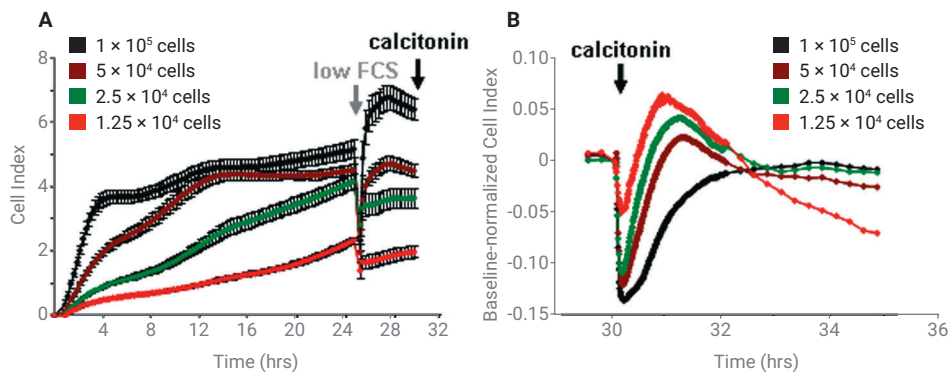 A
1 × 10⁵ cells
5 × 10⁴ cells
2.5 × 10⁴ cells
1.25 × 10⁴ cells
low FCS
calcitonin
Cell Index
8
6
4
2
0
4
8
12
16
20
24
28
32
Time (hrs)
B
calcitonin
1 × 10⁵ cells
5 × 10⁴ cells
2.5 × 10⁴ cells
1.25 × 10⁴ cells
Baseline-normalized Cell Index
0.10
0.05
0
-0.05
-0.10
-0.15
30
32
34
36
Time (hrs)